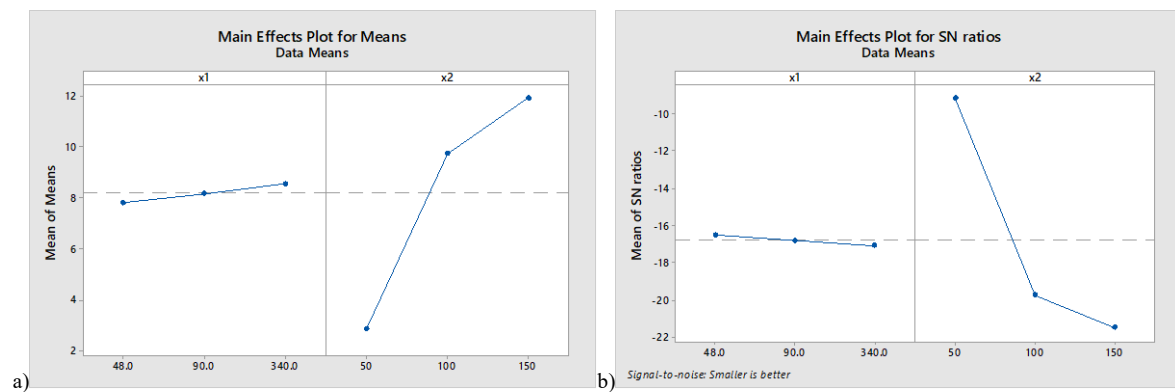 Main Effects Plot for Means
Data Means
x1 x2
12
10
8
6
4
2
Mean of Means
48.0 90.0 340.0 50 100 150
a)
Main Effects Plot for SN ratios
Data Means
x1 x2
-10
-12
-14
-16
-18
-20
-22
Mean of SN ratios
48.0 90.0 340.0 50 100 150
Signal-to-noise: Smaller is better
b)